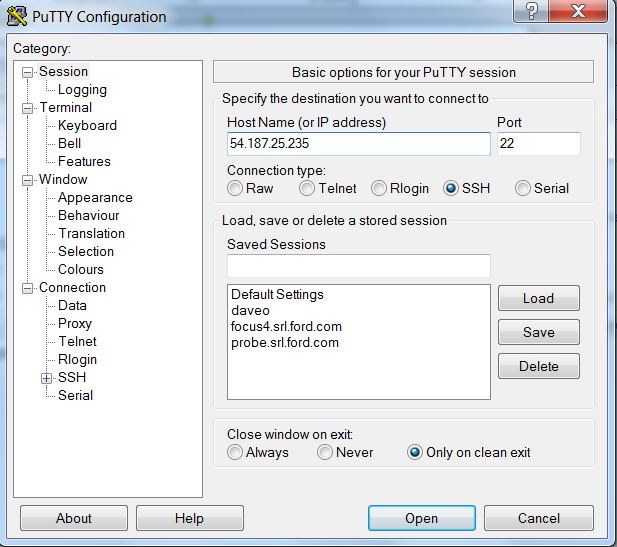 PuTTY Configuration
Category:
Session
Logging
Terminal
Keyboard
Bell
Features
Window
Appearance
Behaviour
Translation
Selection
Colours
Connection
Data
Proxy
Telnet
Rlogin
SSH
Serial
Basic options for your PuTTY session
Specify the destination you want to connect to
Host Name (or IP address) Port
54.187.25.235 22
Connection type:
Raw Telnet Rlogin SSH Serial
Load, save or delete a stored session
Saved Sessions
Default Settings
daveo
focus4.srl.ford.com
probe.srl.ford.com
Load
Save
Delete
Close window on exit:
Always Never Only on clean exit
About Help Open Cancel